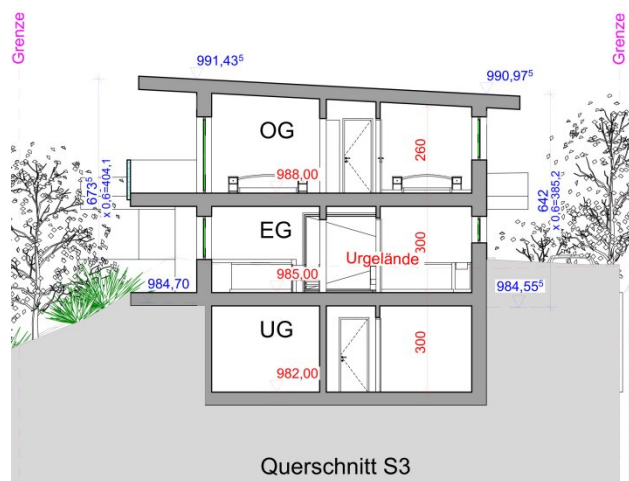 Grenze
Grenze
991,43⁵
990,97⁵
OG
260
988,00
673⁵
x 0,6=404,1
642
x 0,6=385,2
EG
300
Urgelände
985,00
984,70
984,55⁵
UG
300
982,00
Querschnitt S3